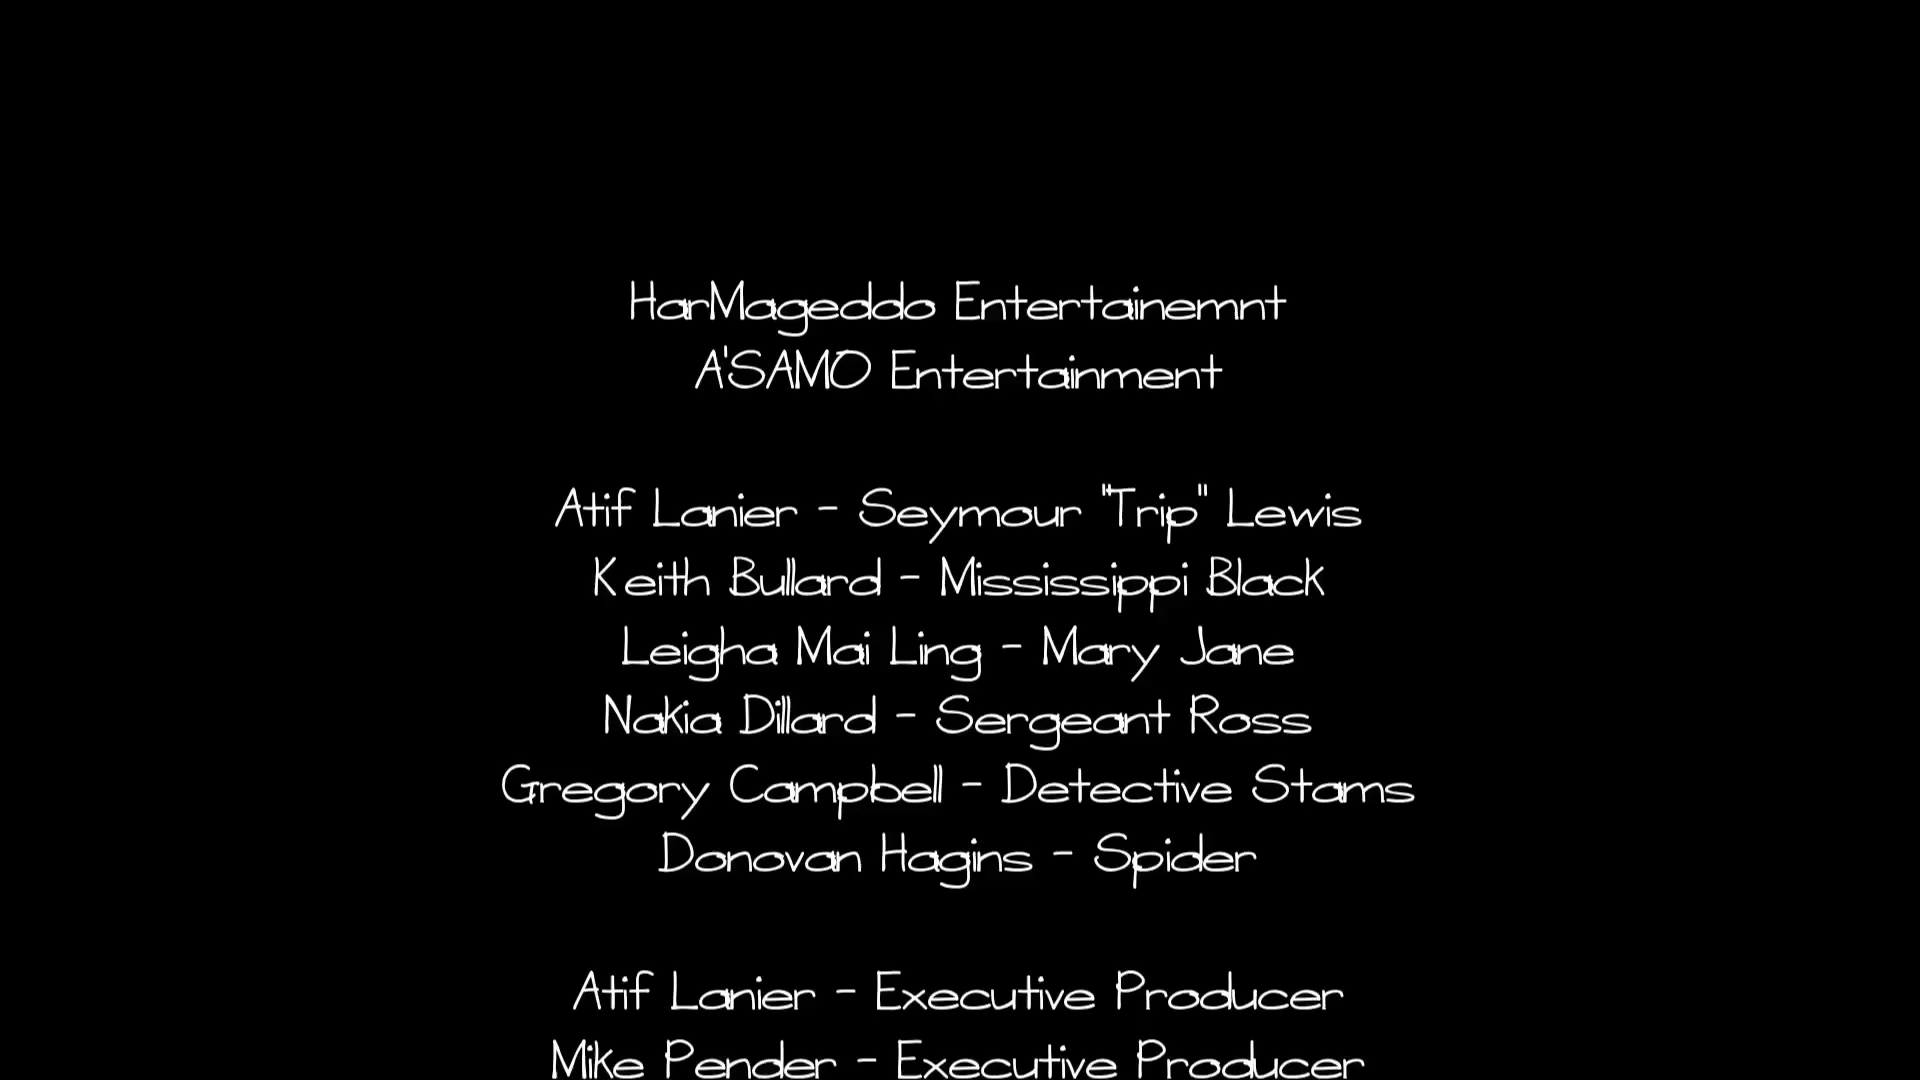 HarMageddo Entertainemnt
A'SAMO Entertainment
Atif Lanier - Seymour "Trip" Lewis
Keith Bullard - Mississippi Black
Leigha Mai Ling - Mary Jane
Nakia Dillard - Sergeant Ross
Gregory Campbell - Detective Stams
Donovan Hagins - Spider
Atif Lanier - Executive Producer
Mike Pender - Executive Producer